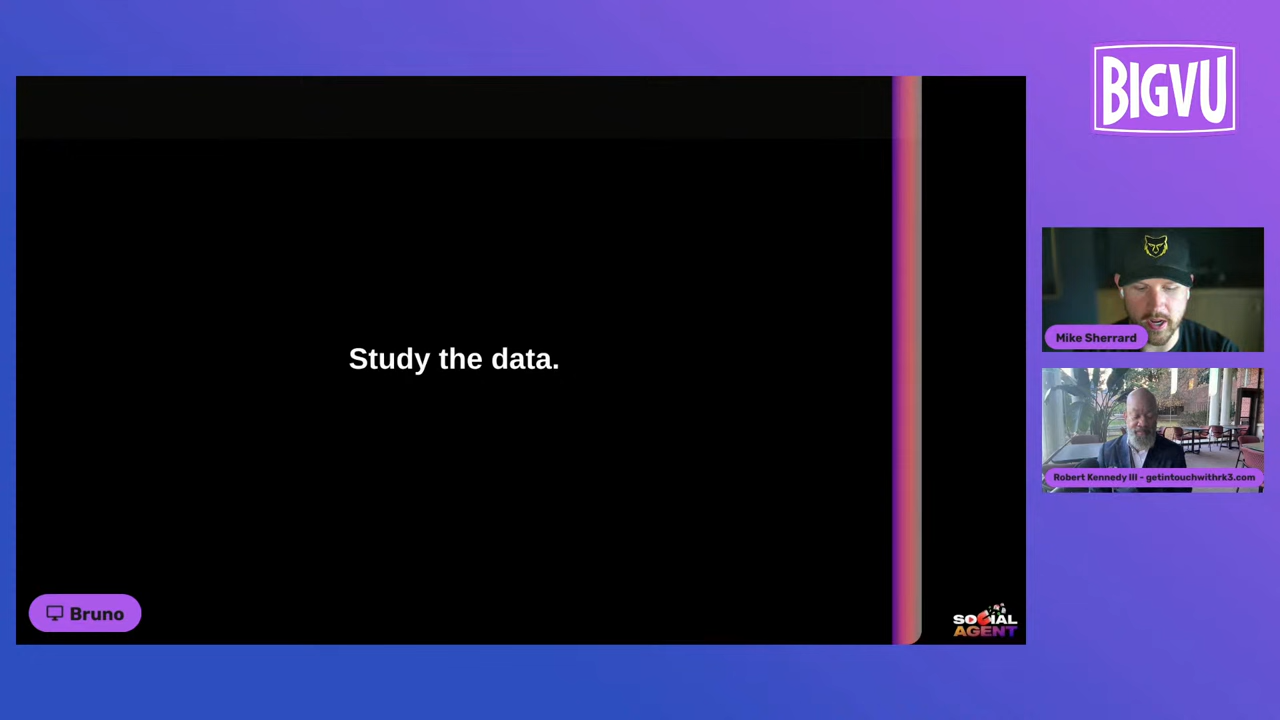 BIGVU
Study the data.
Mike Sherrard
Robert Kennedy III - getintouchwithrk3.com
Bruno
SOCIAL
AGENT